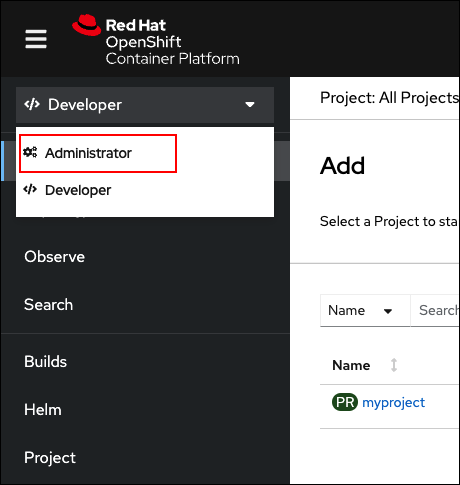 Red Hat
OpenShift
Container Platform
Developer
Administrator
Developer
Observe
Search
Builds
Helm
Project
Project: All Projects
Add
Select a Project to sta
Name
Search
Name
PR myproject